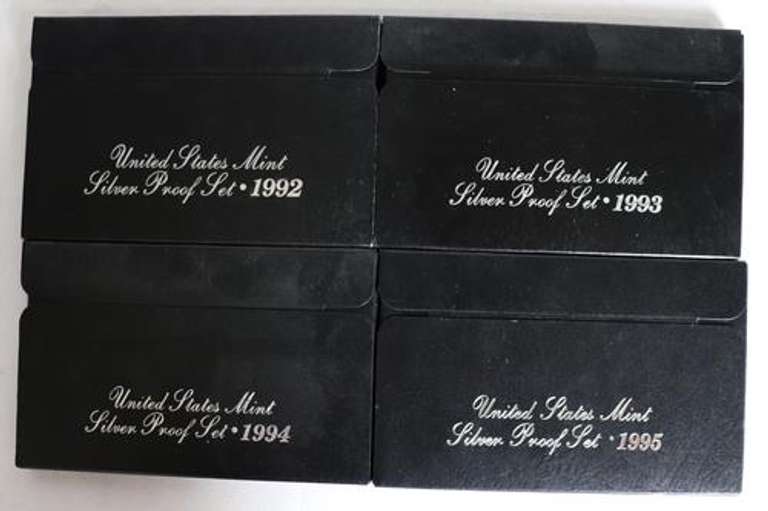 United States Mint
Silver Proof Set • 1992
United States Mint
Silver Proof Set • 1993
United States Mint
Silver Proof Set • 1994
United States Mint
Silver Proof Set • 1995